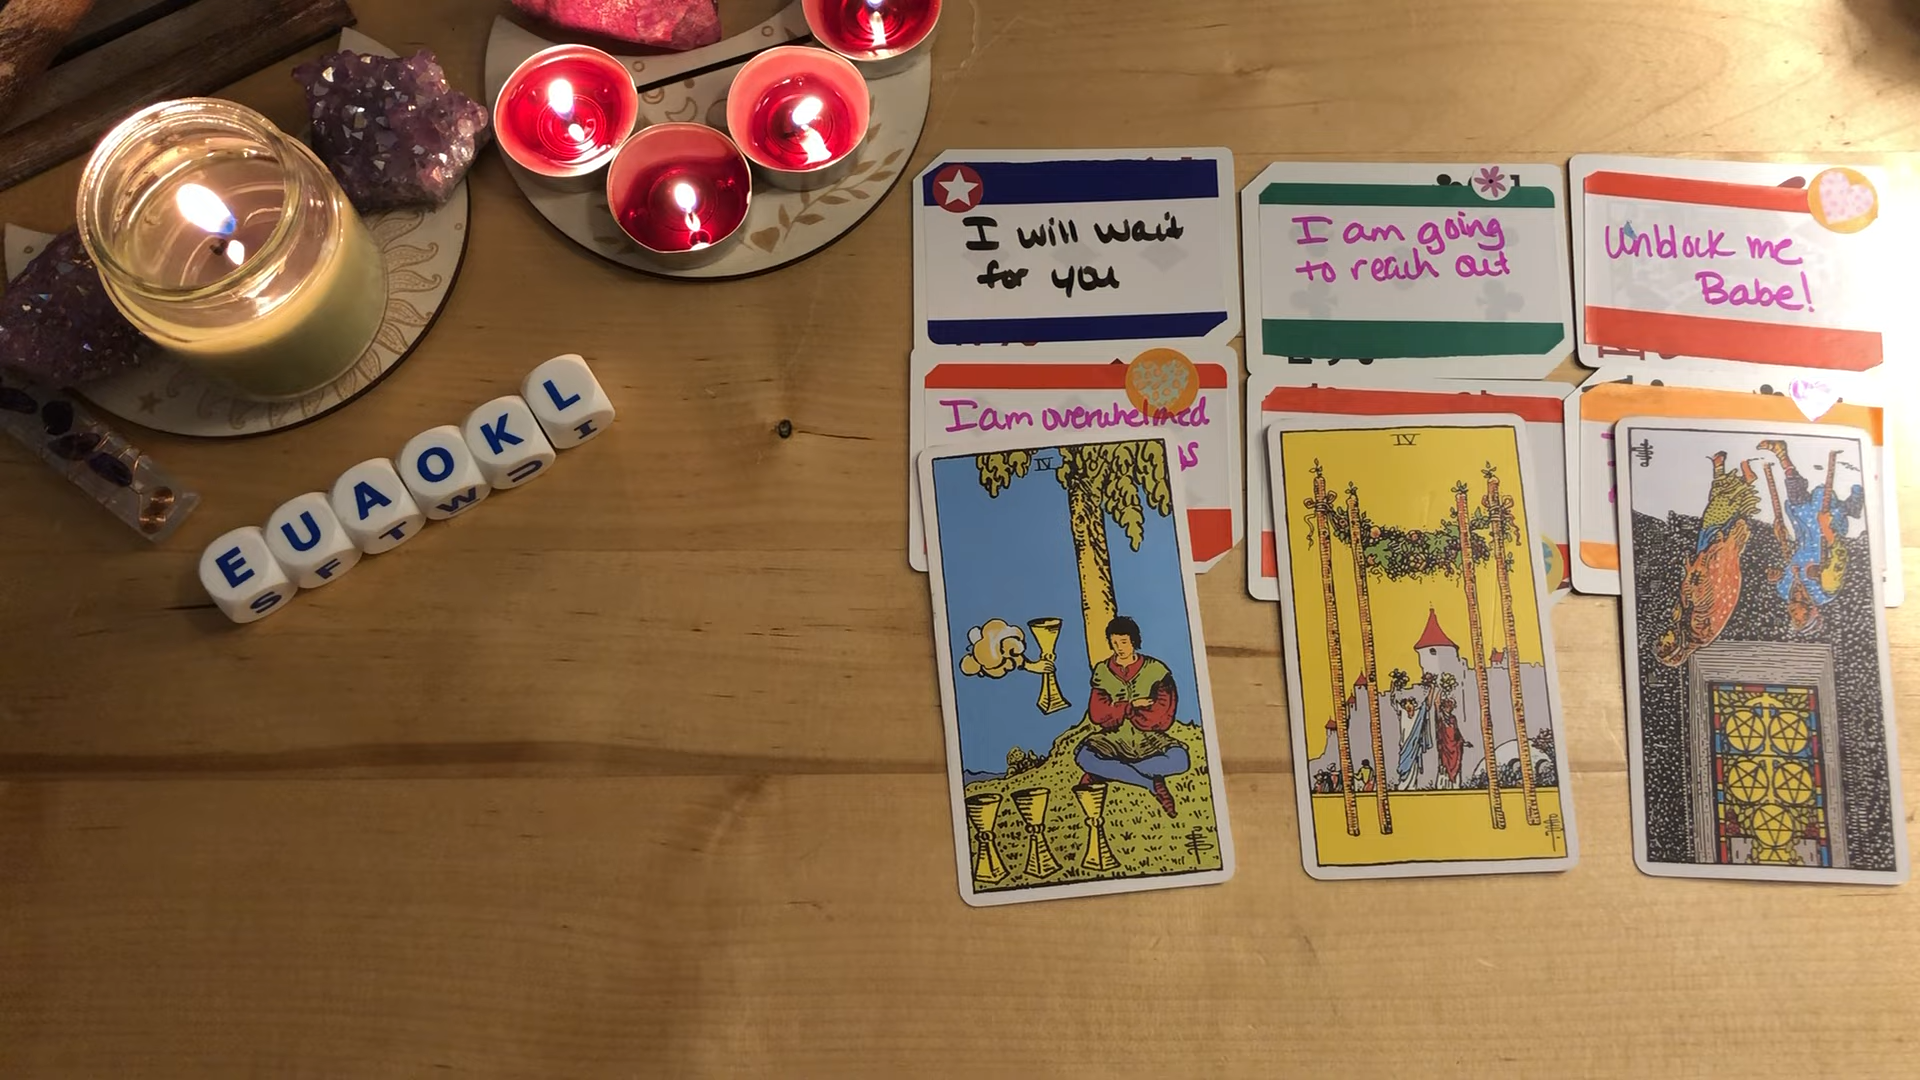 I will wait
for you
I am going
to reach out
Unblock me
Babe!
I am overwhelmed
IV
IV
E U A O K L
S F T W U I